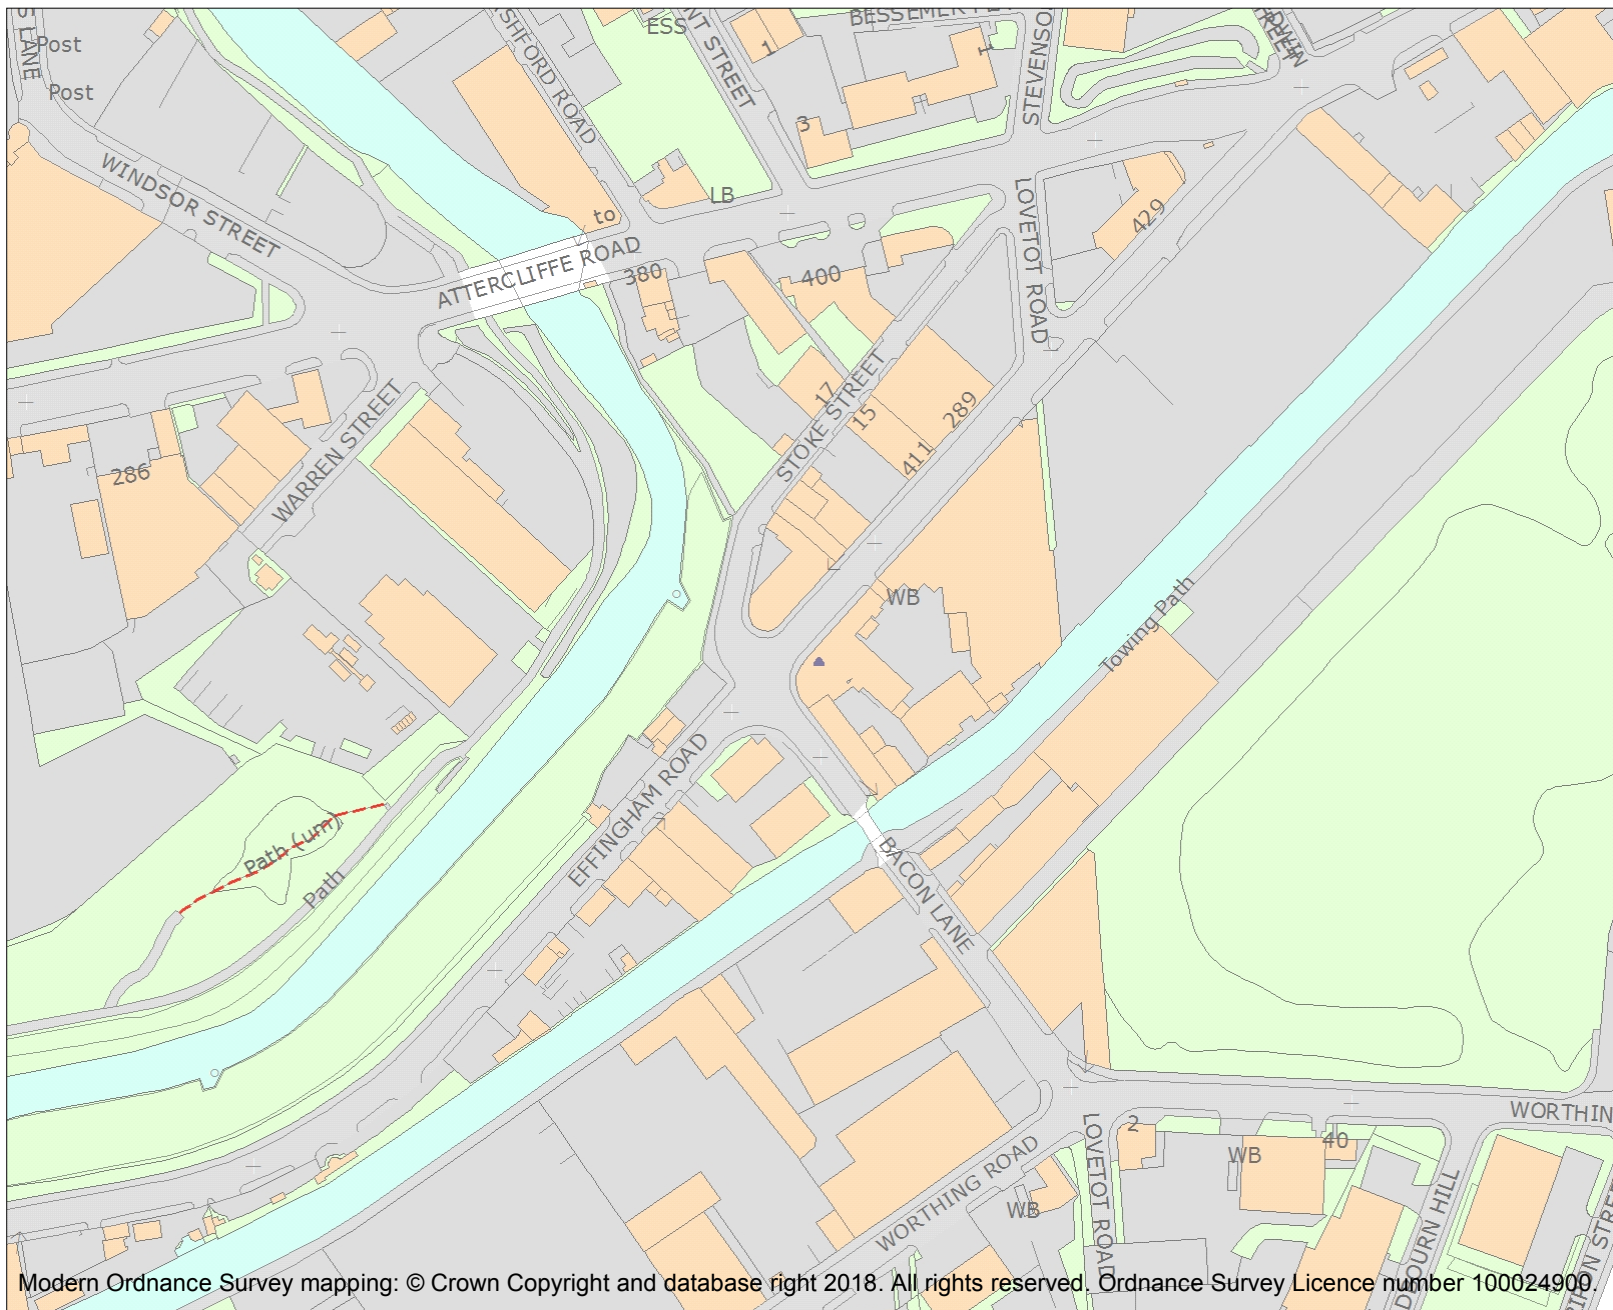 LANE
Post
Post
ESS
1
1
3
LB
to
WINDSOR STREET
ATTERCLIFFE ROAD
380
400
LOVETOT ROAD
429
WARREN STREET
286
STOKE STREET
17
15
289
411
WB
Towing Path
EFFINGHAM ROAD
BACON LANE
Path (um)
Path
WORTHING ROAD
LOVETOT ROAD
2
WB
40
WB
WORTHIN
Modern Ordnance Survey mapping: © Crown Copyright and database right 2018. All rights reserved. Ordnance Survey Licence number 100024900.